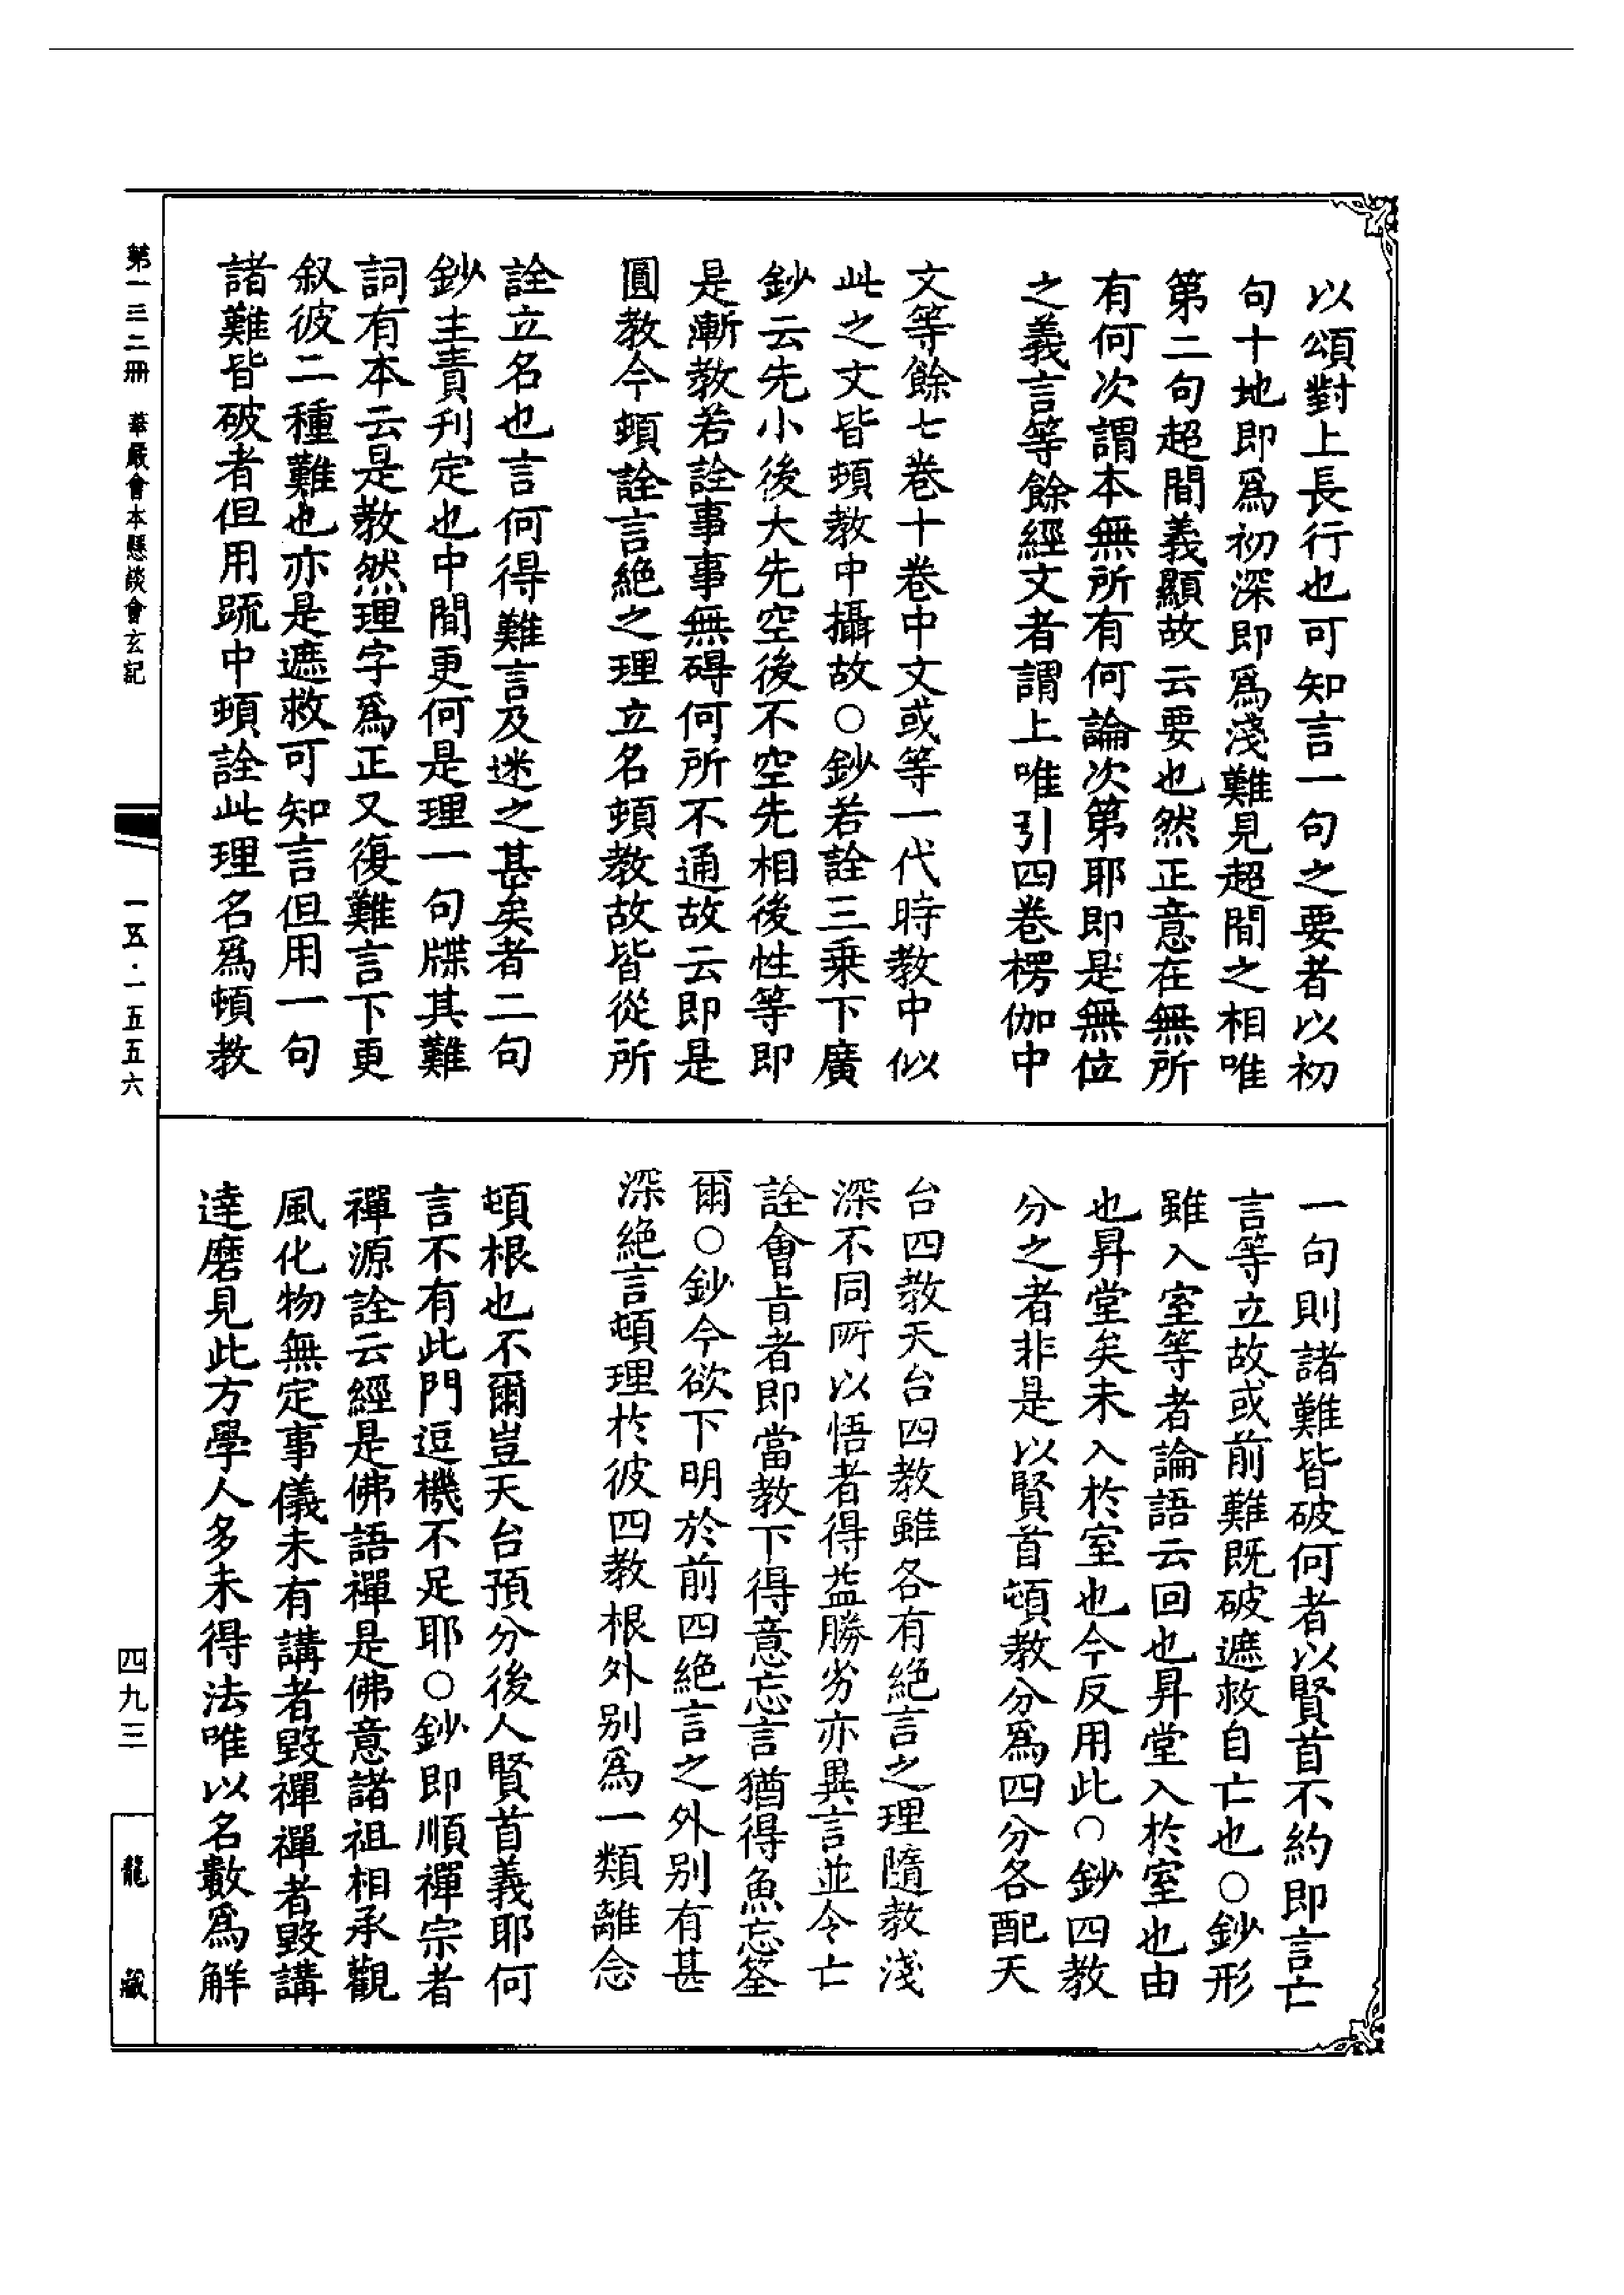 以頌對上長行也可知言一句之要者以初
句十地即爲初深即爲淺難見超間之相唯
第二句超間義顯故云要也然正意在無所
有何次謂本無所有何論次第耶即是無位
之義言等餘經文者謂上唯引四卷楞伽中
文等餘七卷十卷中文或等一代時教中似
此之文皆頓教中攝故○鈔若詮三乘下廣
鈔云先小後大先空後不空先相後性等即
是漸教若詮事事無碍何所不通故云即是
圓教今頓詮言絶之理立名頓教故皆從所
詮立名也言何得難言及迷之甚矣者二句
鈔主責刋定也中間更何是理一句牒其難
詞有本云是教然理字爲正又復難言下更
叙彼二種難也亦是遮救可知言但用一句
諸難皆破者但用䟽中頓詮此理名爲頓教
一句則諸難皆破何者以賢首不約即言亡
言等立故或前難既破遮救自亡也○鈔形
雖入室等者論語云回也昇堂入於室也由
也昇堂矣未入於室也今反用此○鈔四教
分之者非是以賢首頓教分爲四分各配天
台四教天台四教雖各有絶言之理隨教淺
深不同所以悟者得益勝劣亦異言並令亡
詮會旨者即當教下得意忘言猶得魚忘筌
爾○鈔今欲下明於前四絶言之外别有甚
深絶言頓理於彼四教根外别爲一類離念
頓根也不爾豈天台預分後人賢首義耶何
言不有此門逗機不足耶○鈔即順禪宗者
禪源詮云經是佛語禪是佛意諸祖相承觀
風化物無定事儀未有講者毀禪禪者毀講
達磨見此方學人多未得法唯以名數爲解
第一三二冊 華嚴會本懸談會玄記
一五·一五五六
四九三
龍藏